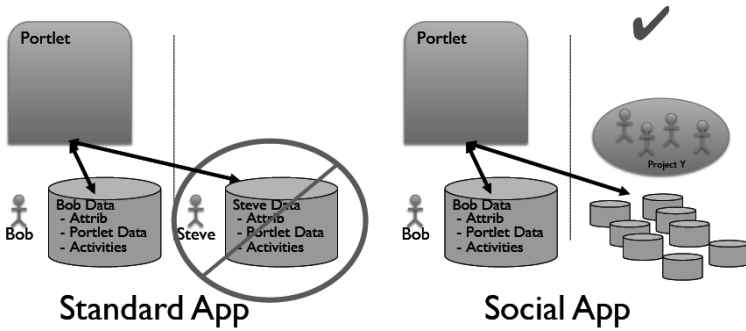 Portlet
Bob Data
- Attrib
- Portlet Data
- Activities
Bob
Steve Data
- Attrib
- Portlet Data
- Activities
Steve
Standard App
Portlet
Project Y
Bob Data
- Attrib
- Portlet Data
- Activities
Bob
Social App